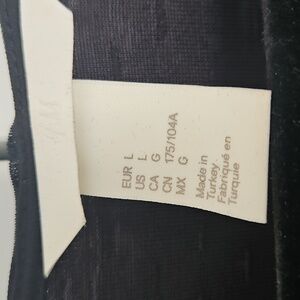 EUR L
US L
CA G
CN 175/104A
MX G
Made in
Turkey
Fabriqué en
Turquie